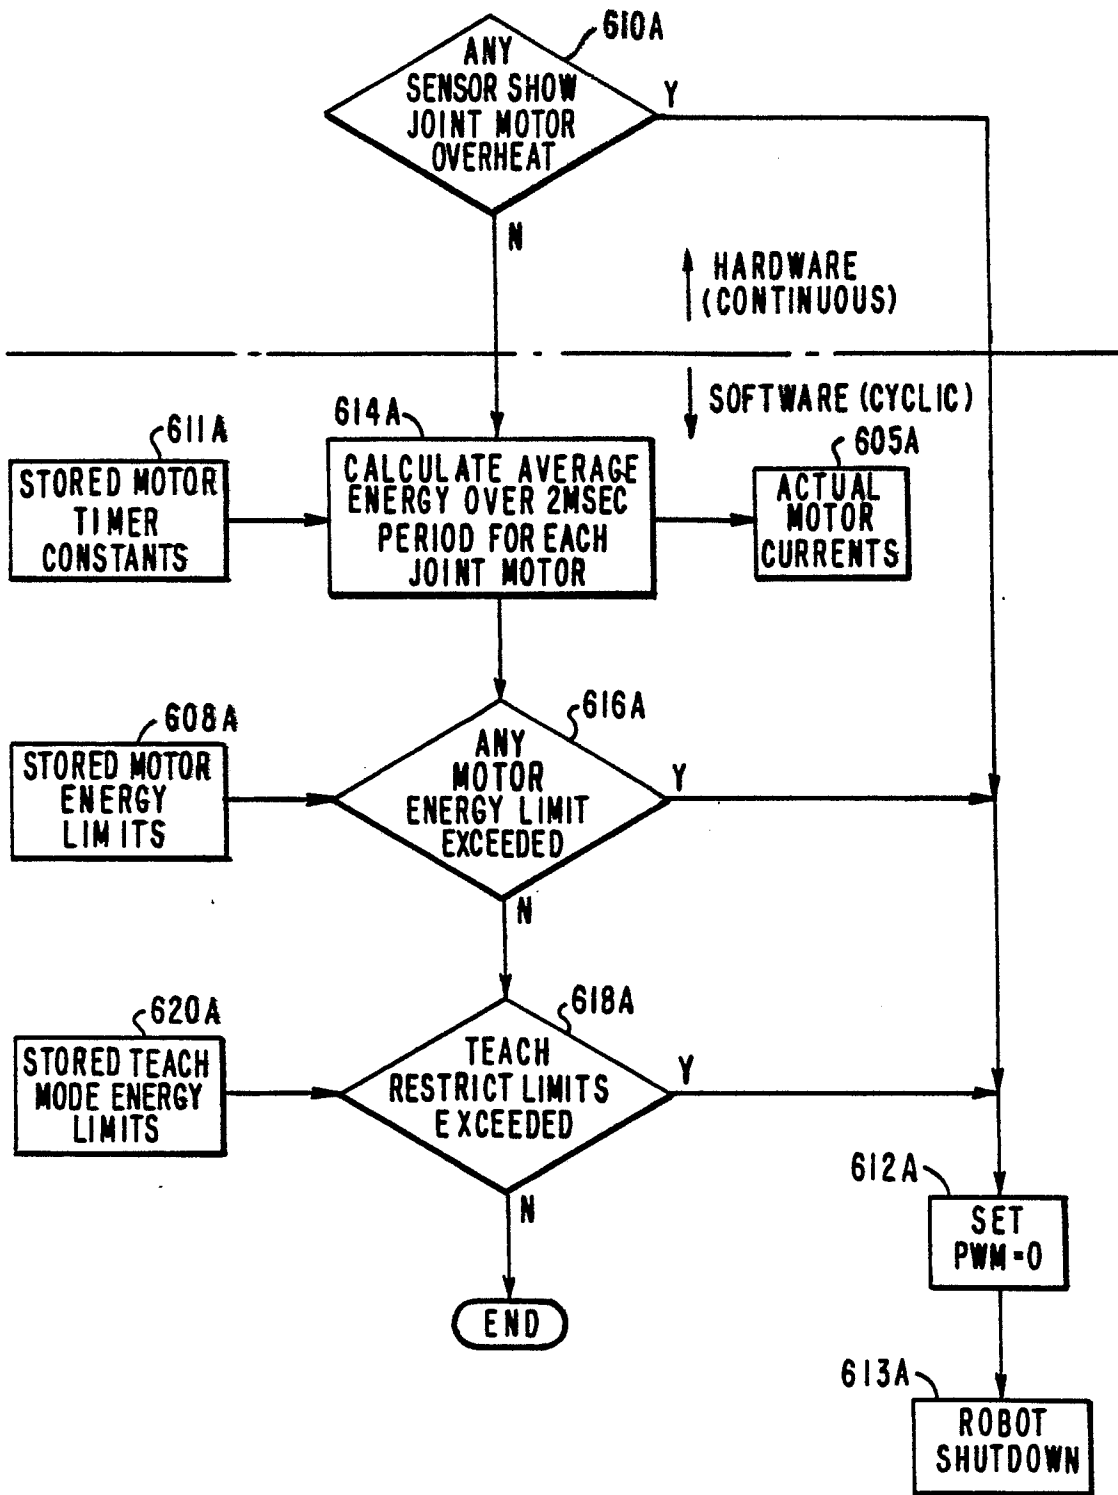 610A
ANY
SENSOR SHOW
JOINT MOTOR
OVERHEAT
Y
N
HARDWARE
(CONTINUOUS)
SOFTWARE (CYCLIC)
611A
STORED MOTOR
TIMER
CONSTANTS
614A
CALCULATE AVERAGE
ENERGY OVER 2MSEC
PERIOD FOR EACH
JOINT MOTOR
605A
ACTUAL
MOTOR
CURRENTS
608A
STORED MOTOR
ENERGY
LIMITS
616A
ANY
MOTOR
ENERGY LIMIT
EXCEEDED
Y
N
620A
STORED TEACH
MODE ENERGY
LIMITS
618A
TEACH
RESTRICT LIMITS
EXCEEDED
Y
N
END
612A
SET
PWM=0
613A
ROBOT
SHUTDOWN